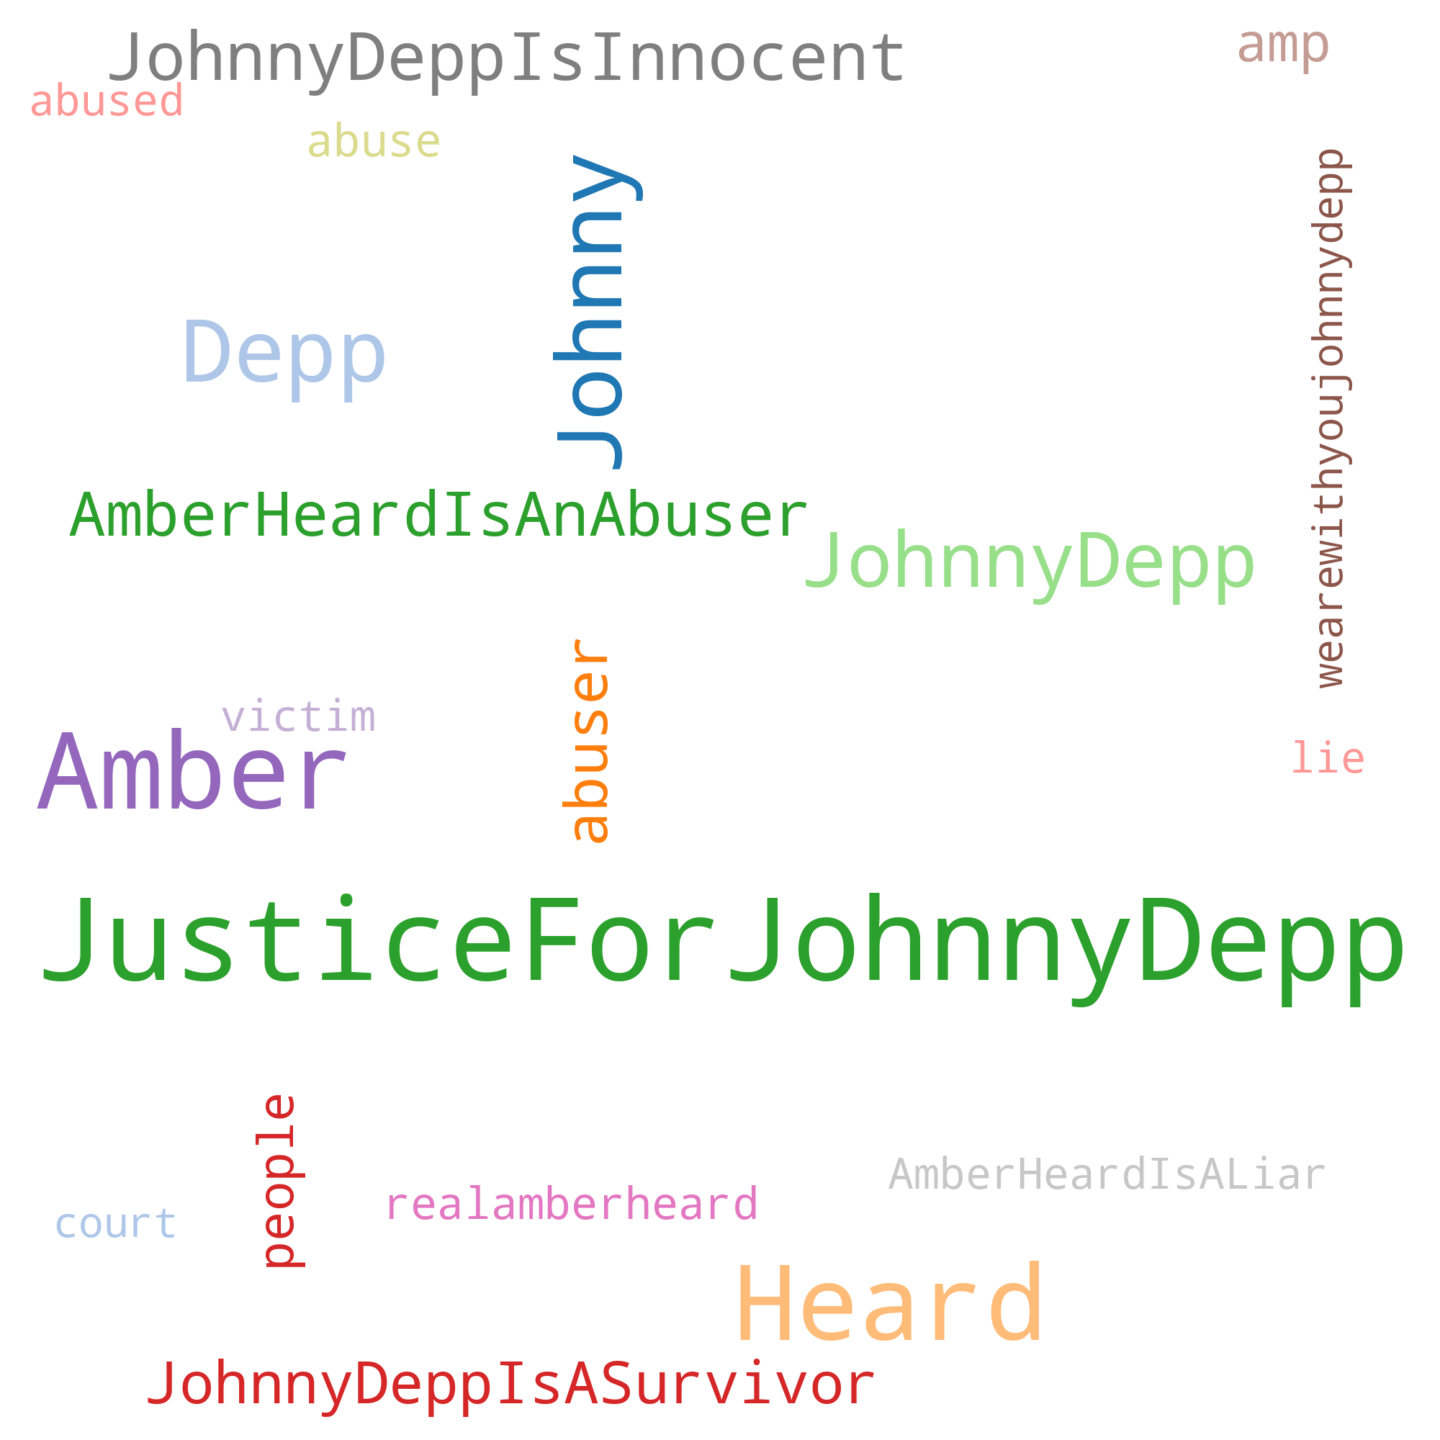 JohnnyDeppIsInnocent
amp
abused
abuse
Johnny
wearewithyoujohnnydepp
Depp
AmberHeardIsAnAbuser
JohnnyDepp
abuser
victim
Amber
lie
JusticeForJohnnyDepp
people
AmberHeardIsALiar
realamberheard
court
Heard
JohnnyDeppIsASurvivor